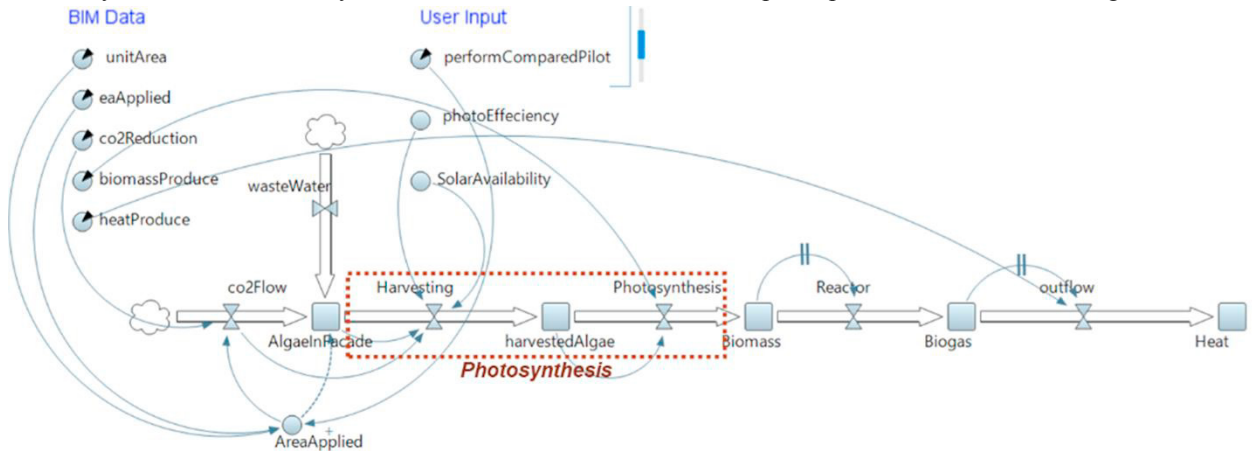 BIM Data
User Input
unitArea
performComparedPilot
eaApplied
photoEffeciency
co2Reduction
biomassProduce
wasteWater
SolarAvailability
heatProduce
co2Flow
Harvesting
Photosynthesis
Reactor
outflow
AlgaeInFacade
harvestedAlgae
Biomass
Biogas
Heat
Photosynthesis
AreaApplied